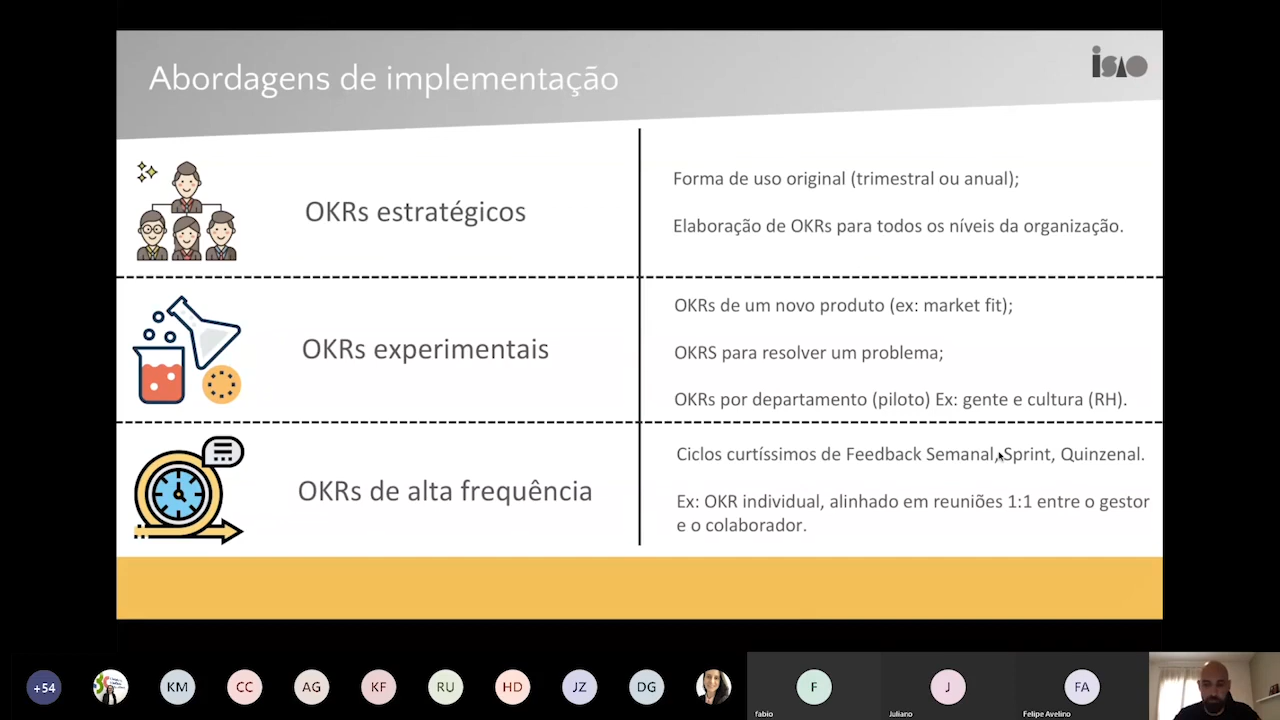 Abordagens de implementação
iSAO
OKRs estratégicos
Forma de uso original (trimestral ou anual);
Elaboração de OKRs para todos os níveis da organização.
OKRs experimentais
OKRs de um novo produto (ex: market fit);
OKRS para resolver um problema;
OKRs por departamento (piloto) Ex: gente e cultura (RH).
OKRs de alta frequência
Ciclos curtíssimos de Feedback Semanal, Sprint, Quinzenal.
Ex: OKR individual, alinhado em reuniões 1:1 entre o gestor
e o colaborador.
+54
KM
CC
AG
KF
RU
HD
JZ
DG
F
J
FA
fabio
Juliano
Felipe Avelino